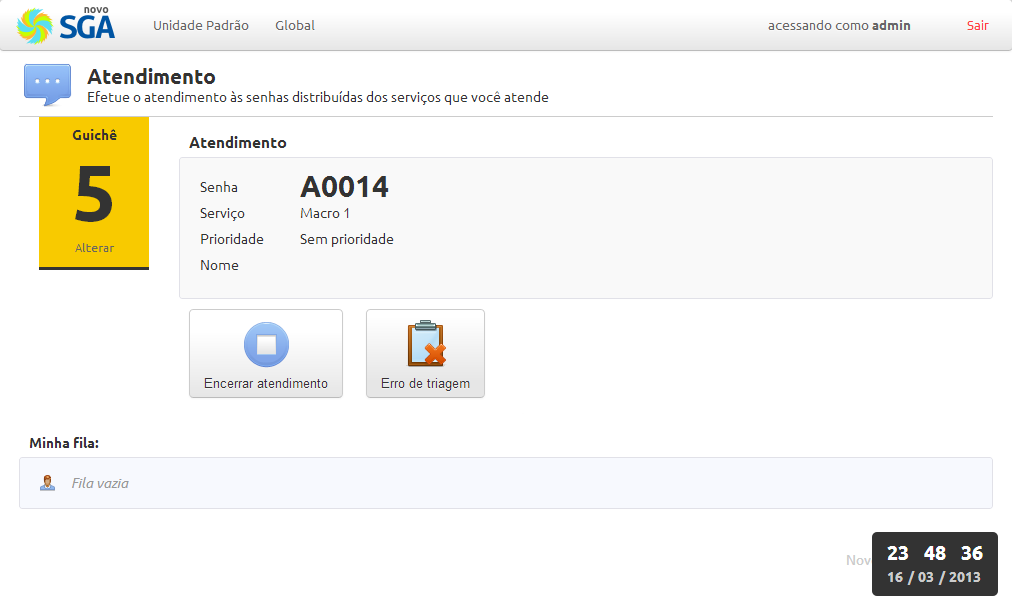 novo
SGA
Unidade Padrão Global acessando como admin Sair
Atendimento
Efetue o atendimento às senhas distribuídas dos serviços que você atende
Guichê
5
Alterar
Atendimento
Senha A0014
Serviço Macro 1
Prioridade Sem prioridade
Nome
Encerrar atendimento Erro de triagem
Minha fila:
Fila vazia
Nov
23 48 36
16 / 03 / 2013